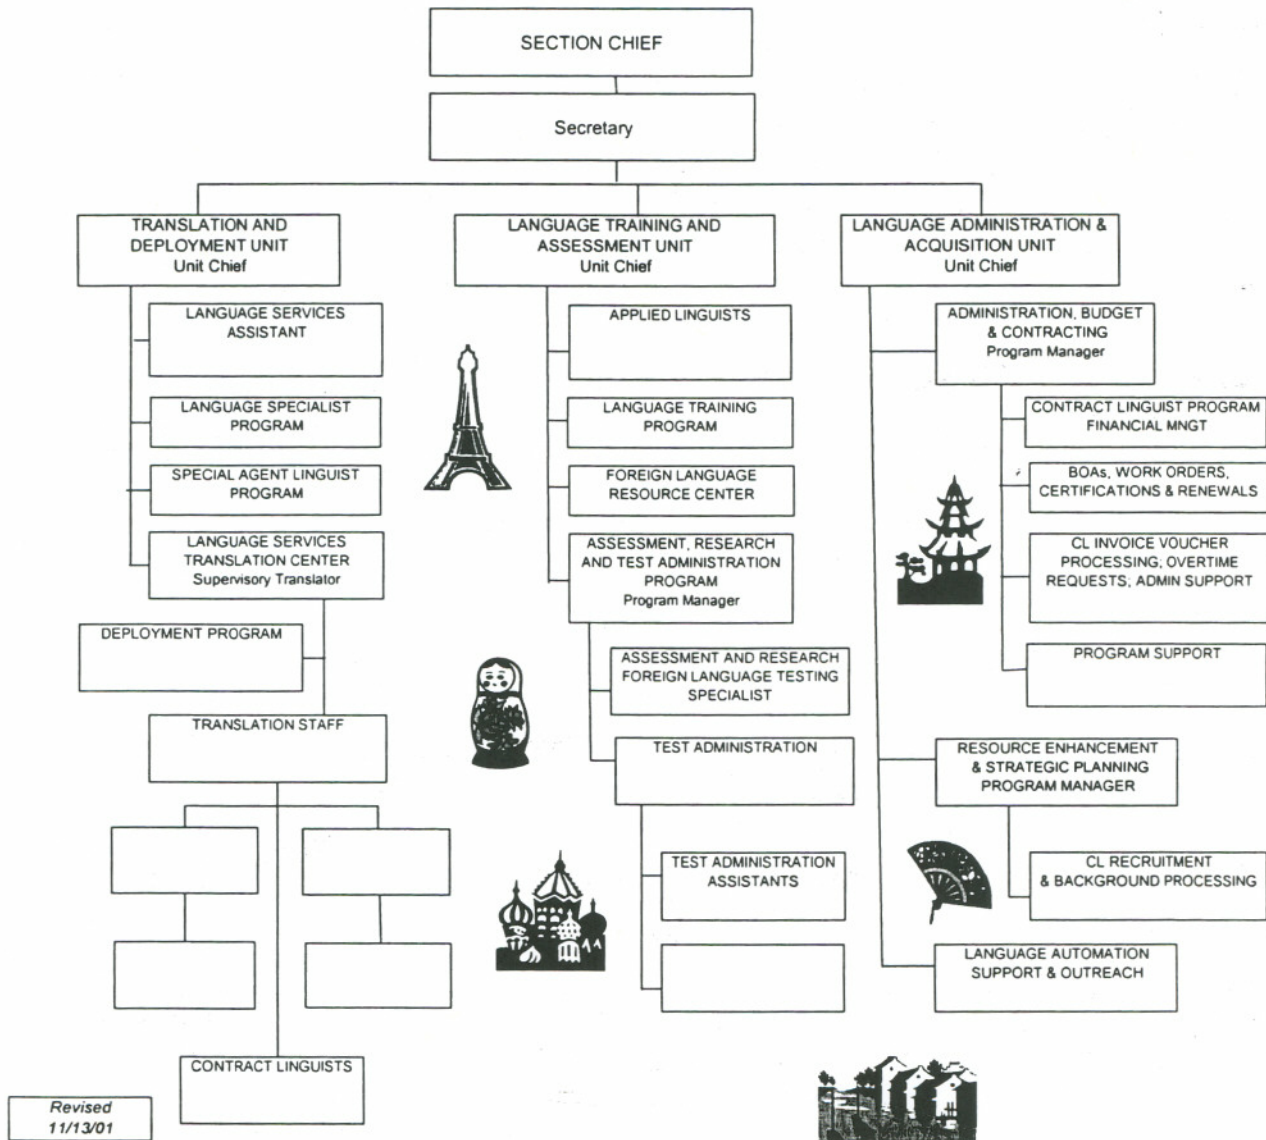 SECTION CHIEF
Secretary
TRANSLATION AND
DEPLOYMENT UNIT
Unit Chief
LANGUAGE SERVICES
ASSISTANT
LANGUAGE SPECIALIST
PROGRAM
SPECIAL AGENT LINGUIST
PROGRAM
LANGUAGE SERVICES
TRANSLATION CENTER
Supervisory Translator
DEPLOYMENT PROGRAM
TRANSLATION STAFF
CONTRACT LINGUISTS
LANGUAGE TRAINING AND
ASSESSMENT UNIT
Unit Chief
APPLIED LINGUISTS
LANGUAGE TRAINING
PROGRAM
FOREIGN LANGUAGE
RESOURCE CENTER
ASSESSMENT, RESEARCH
AND TEST ADMINISTRATION
PROGRAM
Program Manager
ASSESSMENT AND RESEARCH
FOREIGN LANGUAGE TESTING
SPECIALIST
TEST ADMINISTRATION
TEST ADMINISTRATION
ASSISTANTS
LANGUAGE ADMINISTRATION &
ACQUISITION UNIT
Unit Chief
ADMINISTRATION, BUDGET
& CONTRACTING
Program Manager
CONTRACT LINGUIST PROGRAM
FINANCIAL MNGT
BOAs, WORK ORDERS,
CERTIFICATIONS & RENEWALS
CL INVOICE VOUCHER
PROCESSING; OVERTIME
REQUESTS; ADMIN SUPPORT
PROGRAM SUPPORT
RESOURCE ENHANCEMENT
& STRATEGIC PLANNING
PROGRAM MANAGER
CL RECRUITMENT
& BACKGROUND PROCESSING
LANGUAGE AUTOMATION
SUPPORT & OUTREACH
Revised
11/13/01